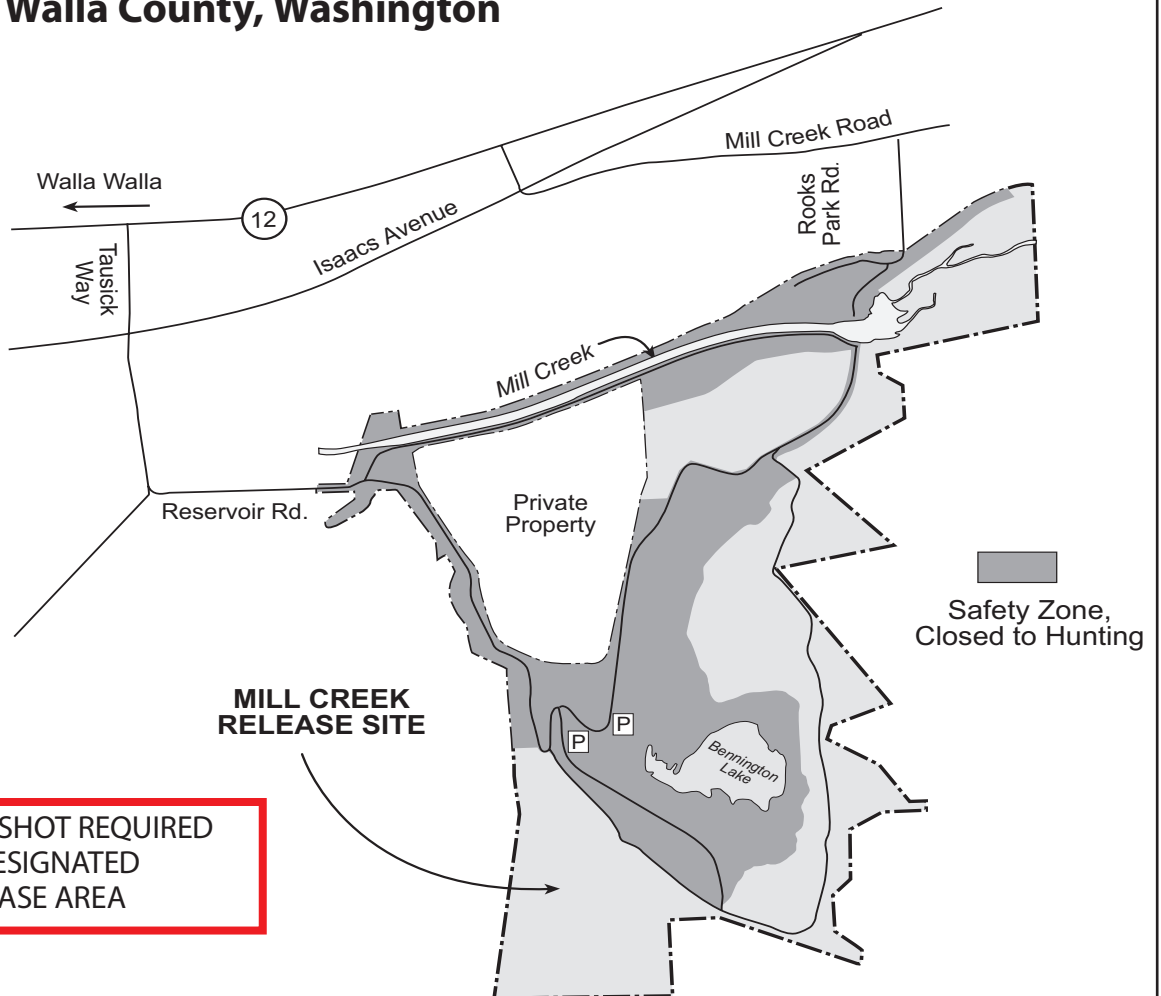 Walla County, Washington
Mill Creek Road
Walla Walla
12
Rooks
Park Rd.
Isaacs Avenue
Tausick
Way
Mill Creek
Reservoir Rd.
Private
Property
Safety Zone,
Closed to Hunting
MILL CREEK
RELEASE SITE
P
P
Bennington
Lake
SHOT REQUIRED
ESIGNATED
ASE AREA